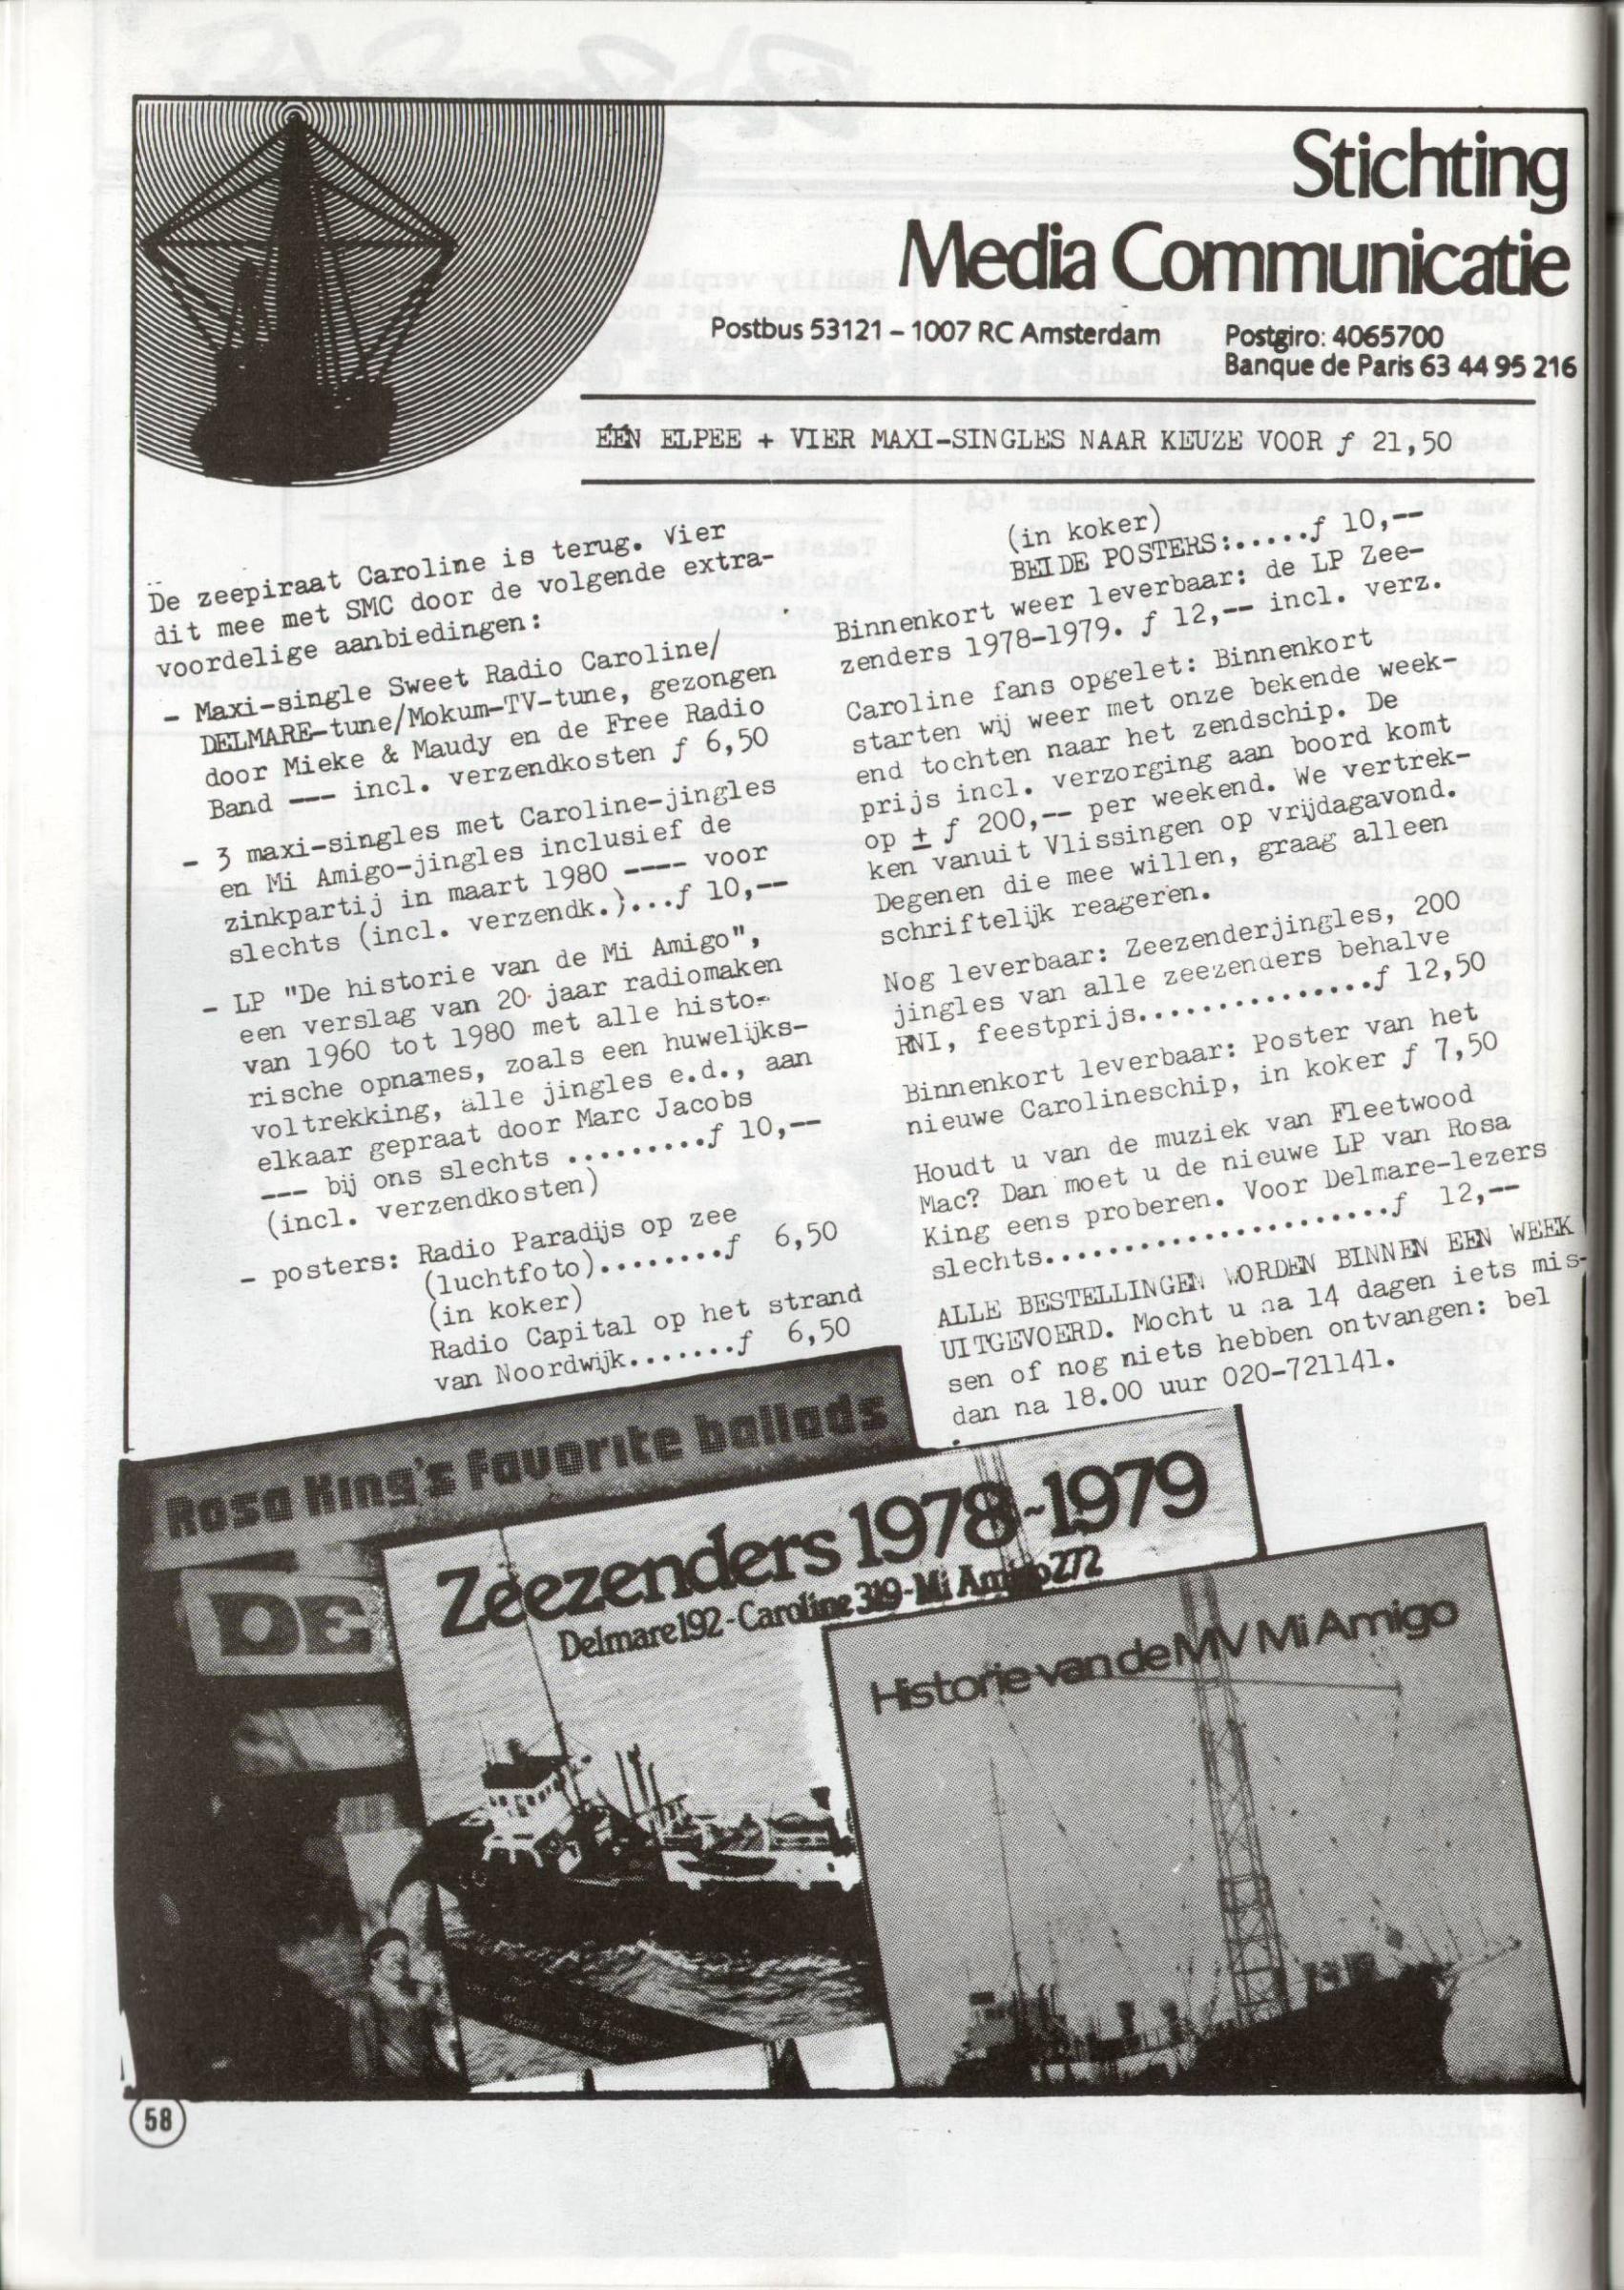 Stichting
Media Communicatie
Postbus 53121 – 1007 RC Amsterdam
Postgiro: 4065700
Banque de Paris 63 44 95 216
ÉÉN ELPEE + VIER MAXI-SINGLES NAAR KEUZE VOOR ƒ 21,50
De zeepiraat Caroline is terug. Vier
dit mee met SMC door de volgende extra-
voordelige aanbiedingen:
- Maxi-single Sweet Radio Caroline/
DELMARE-tune/Mokum-TV-tune, gezongen
door Mieke & Maudy en de Free Radio
Band --- incl. verzendkosten ƒ 6,50
- 3 maxi-singles met Caroline-jingles
en Mi Amigo-jingles inclusief de
zinkpartij in maart 1980 ---- voor
slechts (incl. verzendk.)...ƒ 10,--
- LP "De historie van de Mi Amigo",
een verslag van 20 jaar radiomaken
van 1960 tot 1980 met alle histo-
rische opnames, zoals een huwelijks-
voltrekking, alle jingles e.d., aan
elkaar gepraat door Marc Jacobs
--- bij ons slechts .........ƒ 10,--
(incl. verzendkosten)
- posters: Radio Paradijs op zee
(luchtfoto)........ƒ 6,50
(in koker)
Radio Capital op het strand
van Noordwijk.......ƒ 6,50
(in koker)
BEIDE POSTERS:.....ƒ 10,--
Binnenkort weer leverbaar: de LP Zee-
zenders 1978-1979. ƒ 12,-- incl. verz.
Caroline fans opgelet: Binnenkort
starten wij weer met onze bekende week-
end tochten naar het zendschip. De
prijs incl. verzorging aan boord komt
op ± ƒ 200,-- per weekend. We vertrek-
ken vanuit Vlissingen op vrijdagavond.
Degenen die mee willen, graag alleen
schriftelijk reageren.
Nog leverbaar: Zeezenderjingles, 200
jingles van alle zeezenders behalve
RNI, feestprijs...............ƒ 12,50
Binnenkort leverbaar: Poster van het
nieuwe Carolineschip, in koker ƒ 7,50
Houdt u van de muziek van Fleetwood
Mac? Dan moet u de nieuwe LP van Rosa
King eens proberen. Voor Delmare-lezers
slechts......................ƒ 12,--
ALLE BESTELLINGEN WORDEN BINNEN EEN WEEK
UITGEVOERD. Mocht u na 14 dagen iets mis-
sen of nog niets hebben ontvangen: bel
dan na 18.00 uur 020-721141.
Rosa King's favorite ballads
DE
Zeezenders 1978-1979
Delmare 192 - Caroline 319 - Mi Amigo 272
Historie van de MV Mi Amigo
58